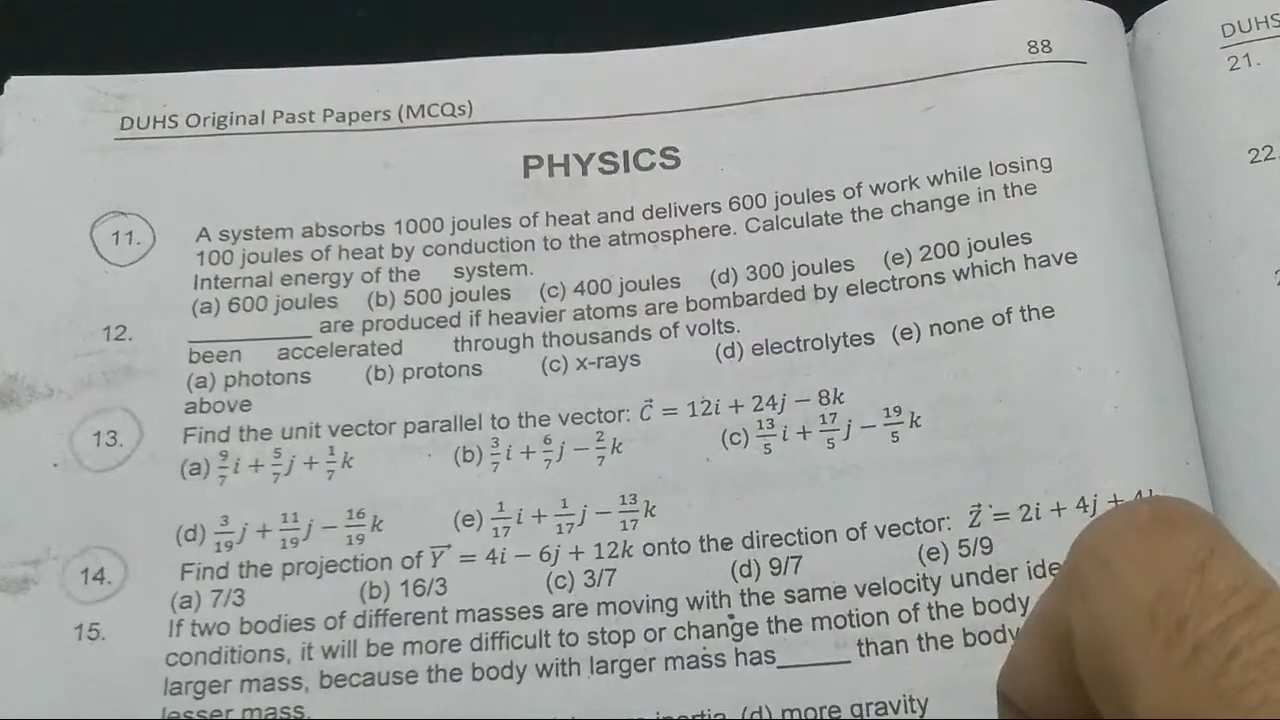 88
DUHS Original Past Papers (MCQs)
PHYSICS
11. A system absorbs 1000 joules of heat and delivers 600 joules of work while losing
100 joules of heat by conduction to the atmosphere. Calculate the change in the
Internal energy of the system.
(a) 600 joules (b) 500 joules (c) 400 joules (d) 300 joules (e) 200 joules
12. ________ are produced if heavier atoms are bombarded by electrons which have
been accelerated through thousands of volts.
(a) photons (b) protons (c) x-rays (d) electrolytes (e) none of the
above
13. Find the unit vector parallel to the vector: C⃗ = 12i + 24j − 8k
(a) 9/7 i + 5/7 j + 1/7 k (b) 3/7 i + 6/7 j − 2/7 k (c) 13/5 i + 17/5 j − 19/5 k
(d) 3/19 j + 11/19 j − 16/19 k (e) 1/17 i + 1/17 j − 13/17 k
14. Find the projection of Y⃗ = 4i − 6j + 12k onto the direction of vector: Z⃗ = 2i + 4j +
(a) 7/3 (b) 16/3 (c) 3/7 (d) 9/7 (e) 5/9
15. If two bodies of different masses are moving with the same velocity under
conditions, it will be more difficult to stop or change the motion of the body
larger mass, because the body with larger mass has_____ than the body
lesser mass.
(d) more gravity
DUHS
21.
22.